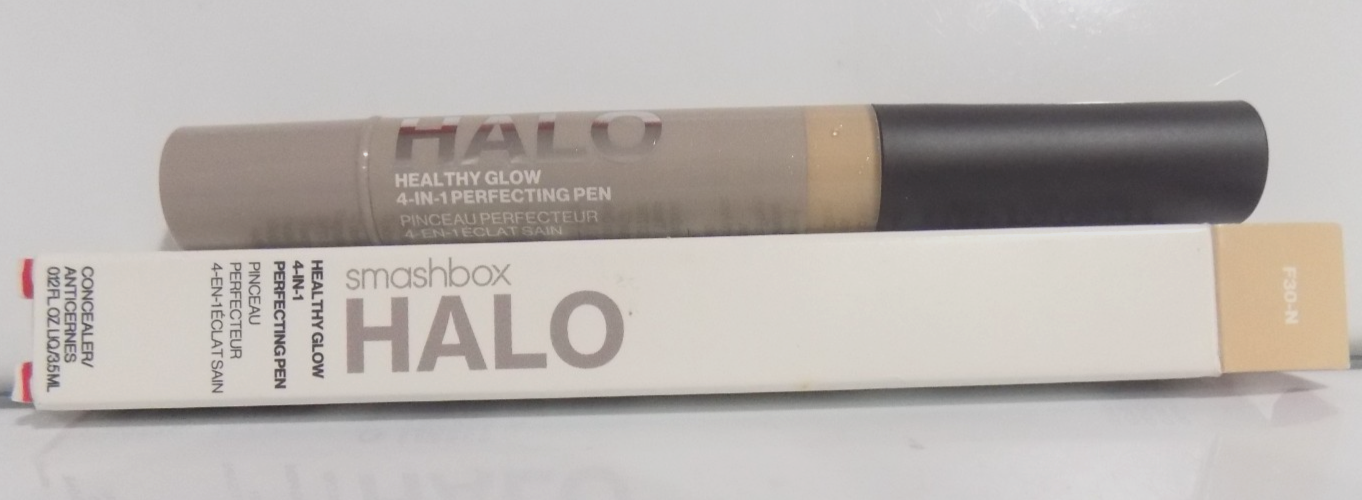 HALO
HEALTHY GLOW
4-IN-1 PERFECTING PEN
PINCEAU PERFECTEUR
4-EN-1 ÉCLAT SAIN
smashbox
HALO
HEALTHY GLOW
4-IN-1
PERFECTING PEN
PINCEAU
PERFECTEUR
4-EN-1 ÉCLAT SAIN
CONCEALER/
ANTICERNES
0.12 FL OZ LIQ/3.5 ML
F30-N